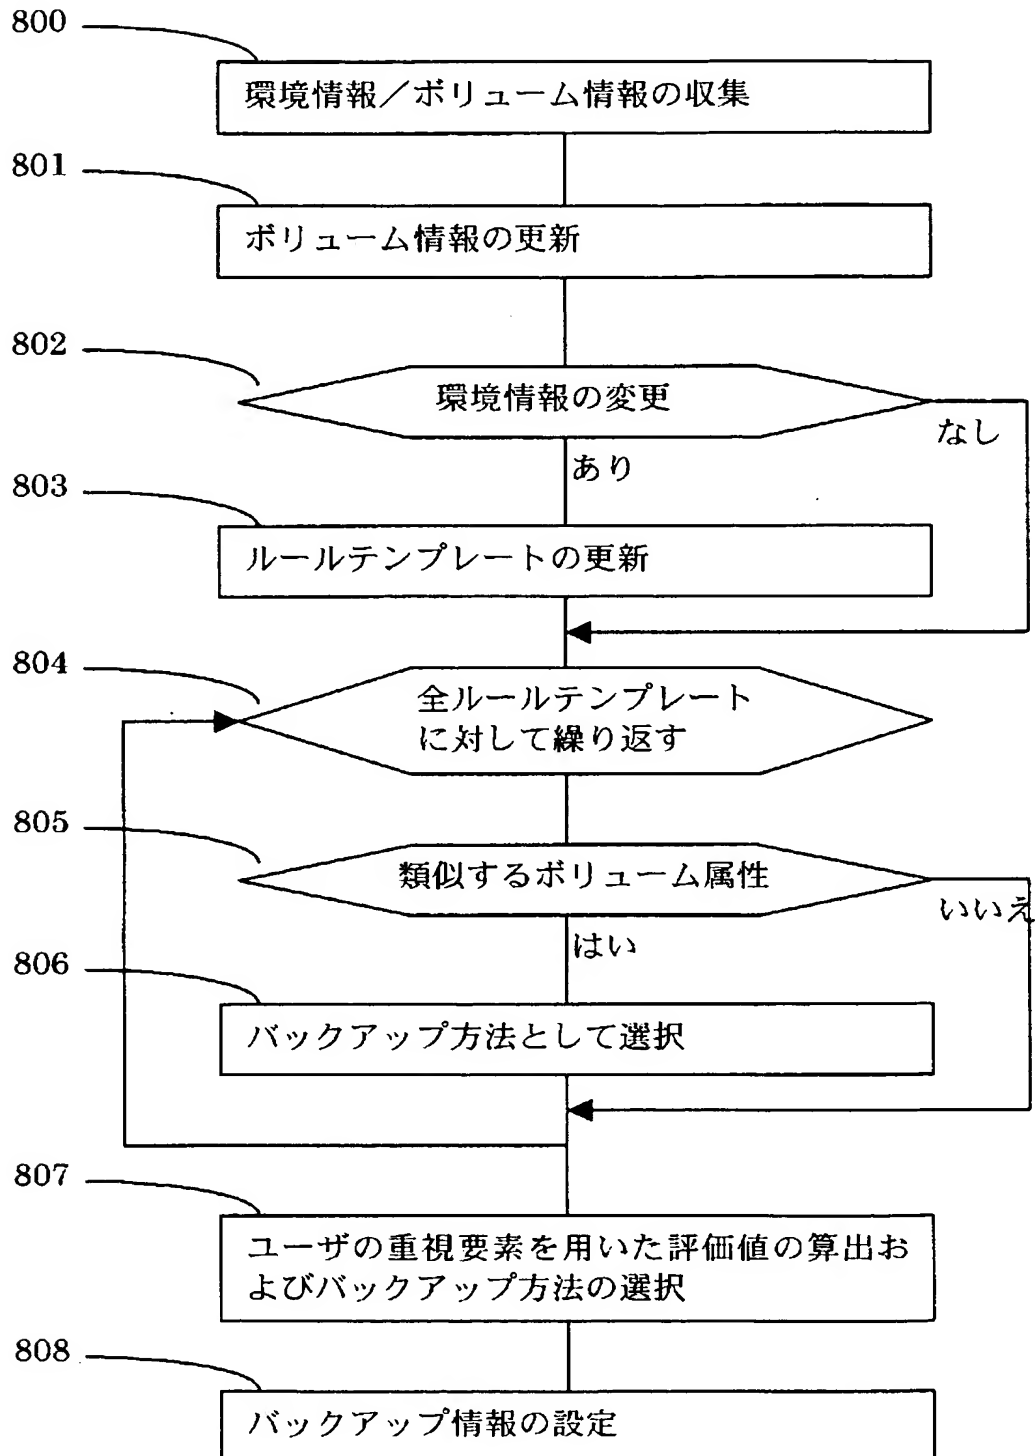 800
環境情報／ボリューム情報の収集
801
ボリューム情報の更新
802
環境情報の変更
なし
あり
803
ルールテンプレートの更新
804
全ルールテンプレート
に対して繰り返す
805
類似するボリューム属性
いいえ
はい
806
バックアップ方法として選択
807
ユーザの重視要素を用いた評価値の算出お
よびバックアップ方法の選択
808
バックアップ情報の設定